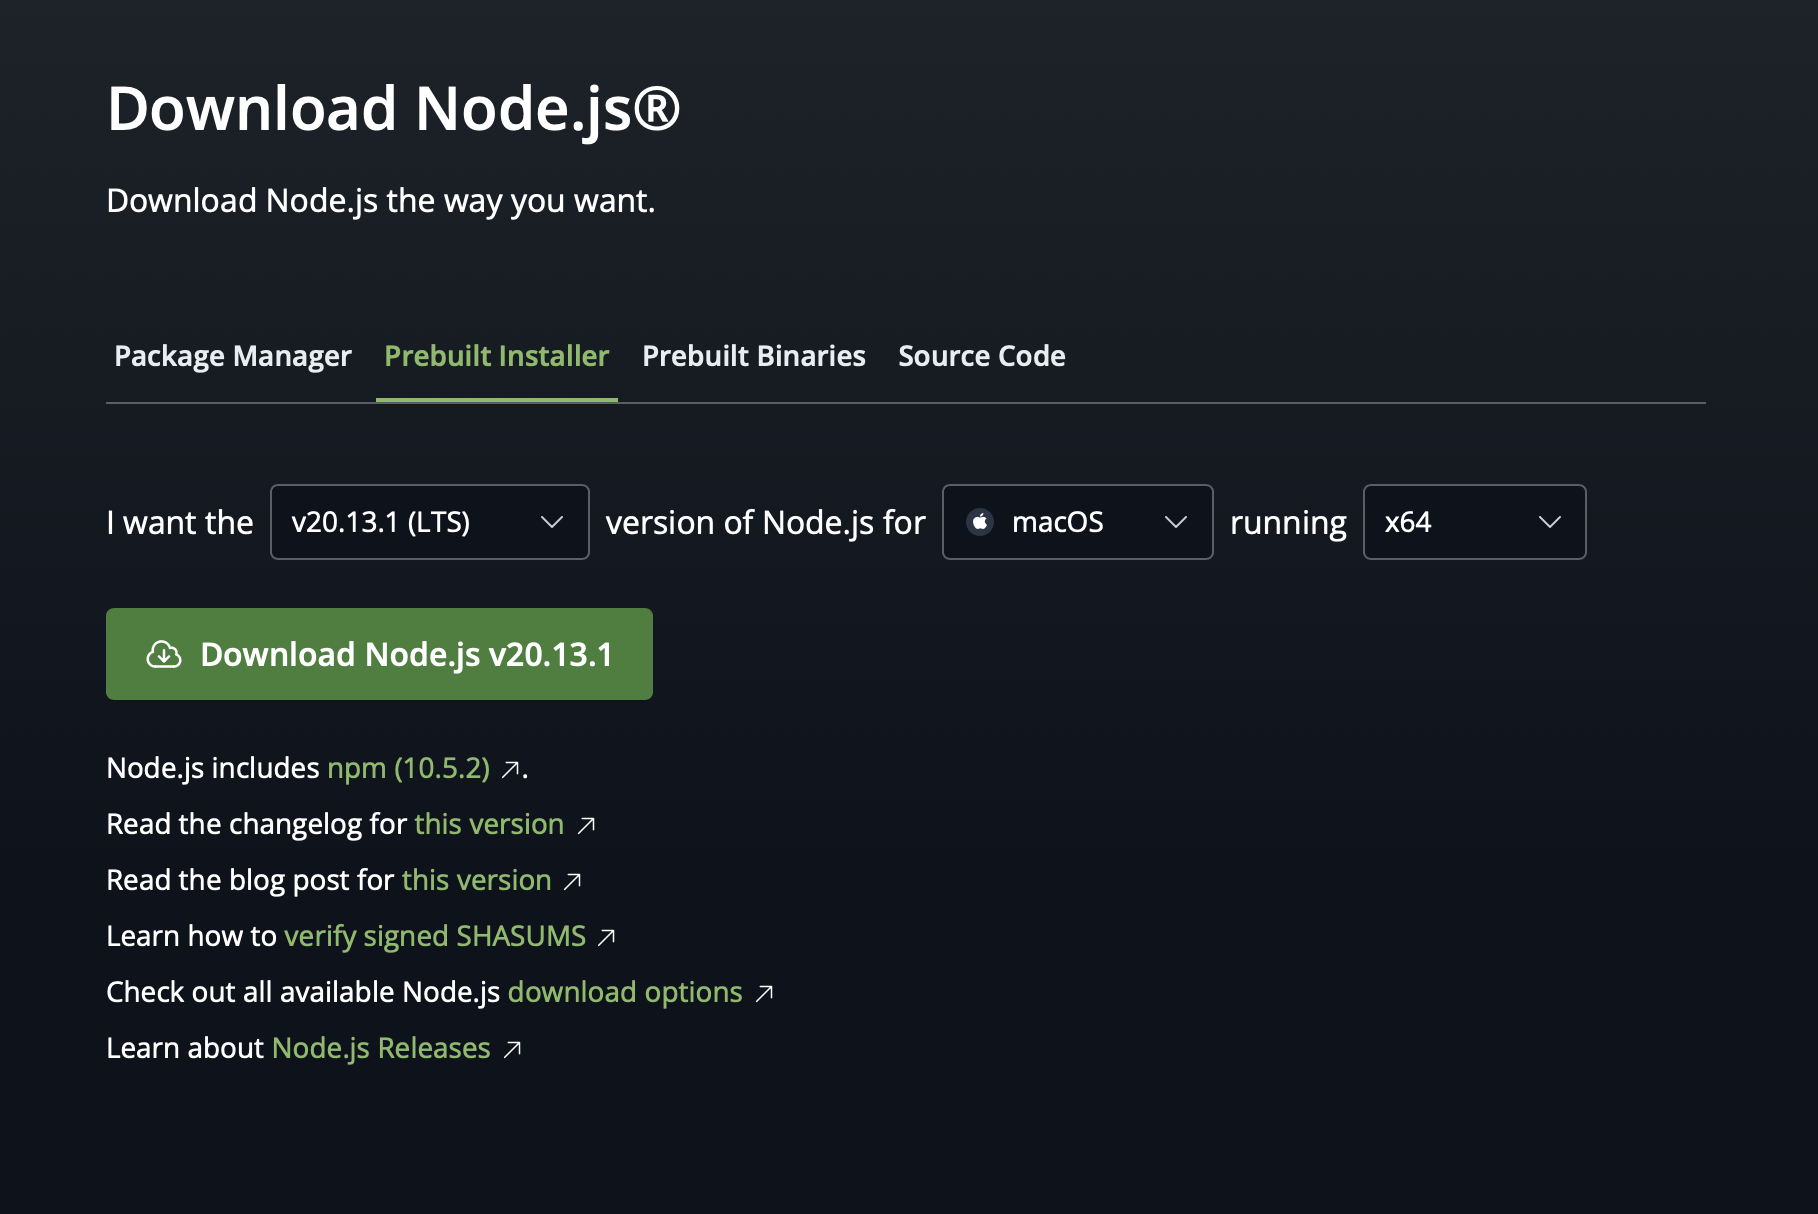 Download Node.js®
Download Node.js the way you want.
Package Manager Prebuilt Installer Prebuilt Binaries Source Code
I want the v20.13.1 (LTS) version of Node.js for macOS running x64
Download Node.js v20.13.1
Node.js includes npm (10.5.2) ↗.
Read the changelog for this version ↗
Read the blog post for this version ↗
Learn how to verify signed SHASUMS ↗
Check out all available Node.js download options ↗
Learn about Node.js Releases ↗